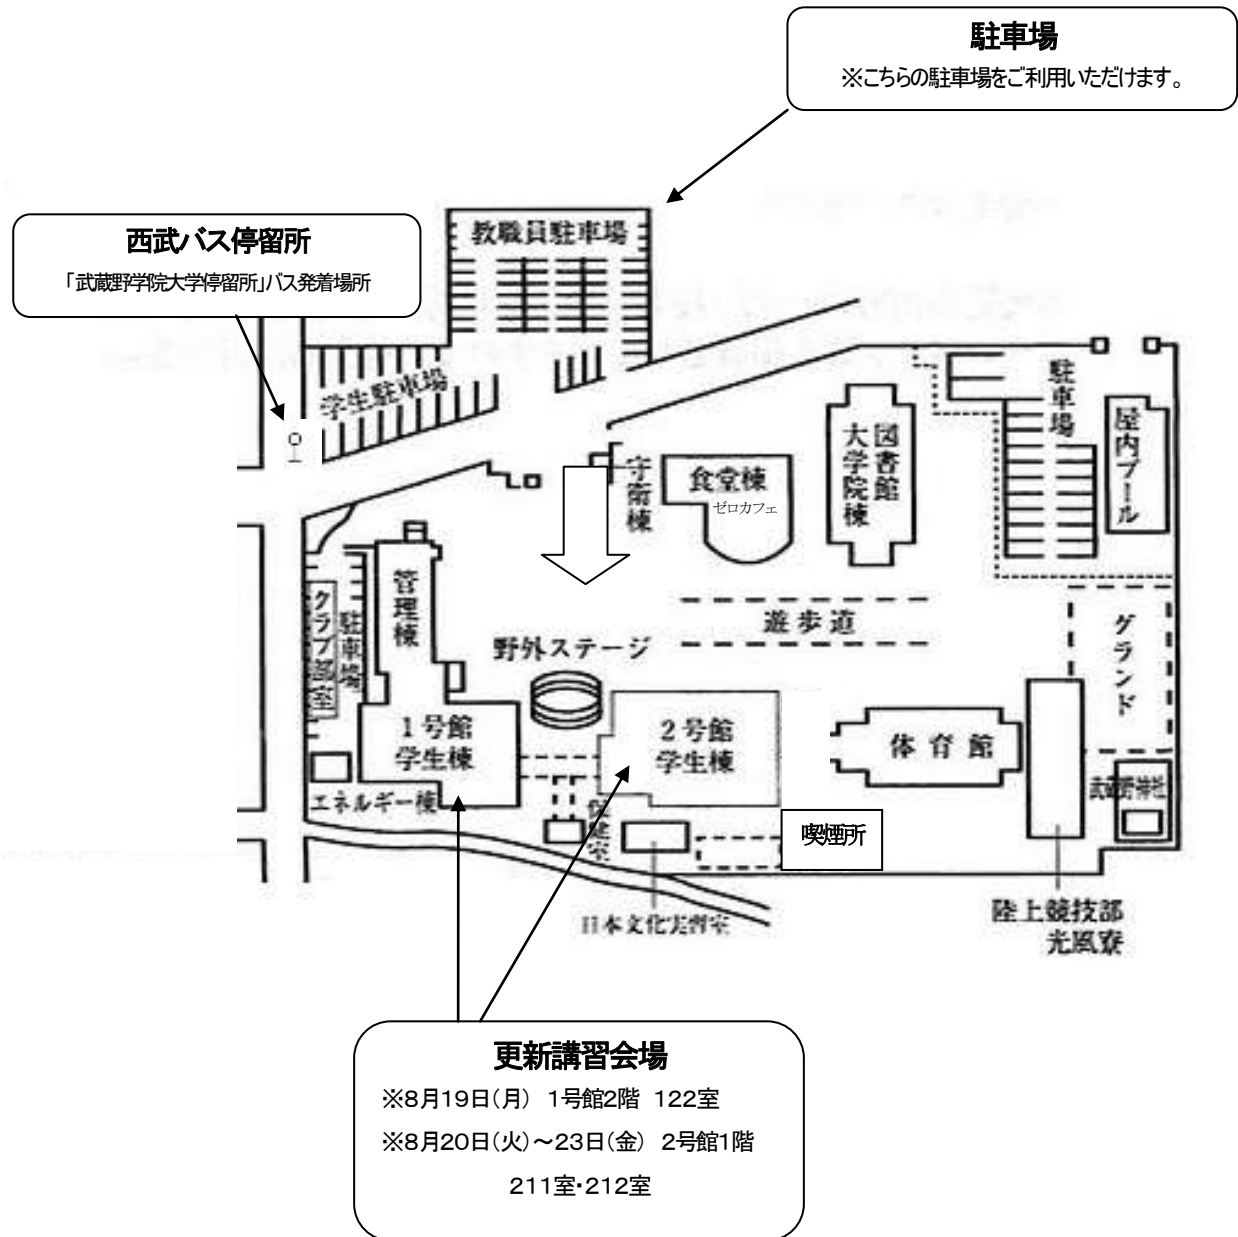 駐車場
※こちらの駐車場をご利用いただけます。
西武バス停留所
「武蔵野学院大学停留所」バス発着場所
教職員駐車場
学生駐車場
守衛棟
食堂棟
ゼロカフェ
図書館
大学院棟
駐車場
屋内プール
管理棟
クラブ部室
駐車場
野外ステージ
遊歩道
グランド
1号館
学生棟
2号館
学生棟
体育館
エネルギー棟
保健室
喫煙所
武蔵野神社
日本文化実習室
陸上競技部
光風寮
更新講習会場
※8月19日(月) 1号館2階 122室
※8月20日(火)~23日(金) 2号館1階
211室・212室